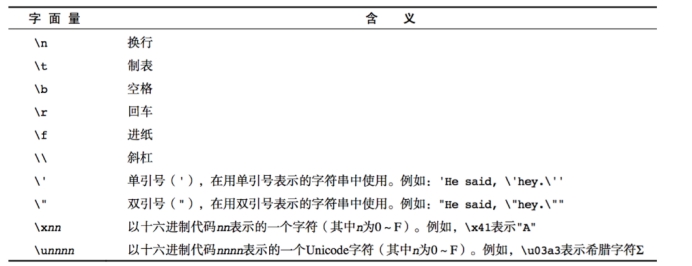 字面量 含义
\n 换行
\t 制表
\b 空格
\r 回车
\f 进纸
\\ 斜杠
\' 单引号（'），在用单引号表示的字符串中使用。例如：'He said, \'hey.\''
\" 双引号（"），在用双引号表示的字符串中使用。例如："He said, \"hey.\""
\xnn 以十六进制代码nn表示的一个字符（其中n为0～F）。例如，\x41表示"A"
\unnnn 以十六进制代码nnnn表示的一个Unicode字符（其中n为0～F）。例如，\u03a3表示希腊字符Σ